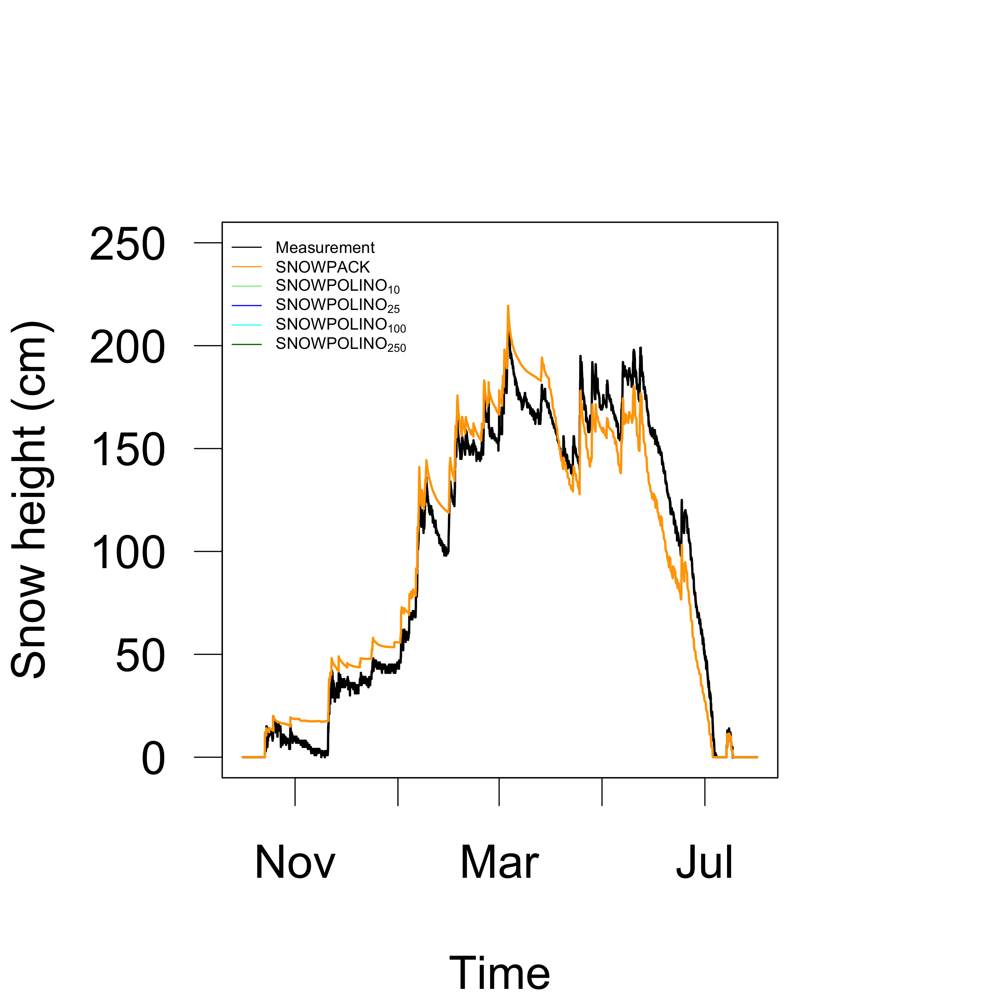 Snow height (cm)
250
200
150
100
50
0
Measurement
SNOWPACK
SNOWPOLINO10
SNOWPOLINO25
SNOWPOLINO100
SNOWPOLINO250
Nov Mar Jul
Time